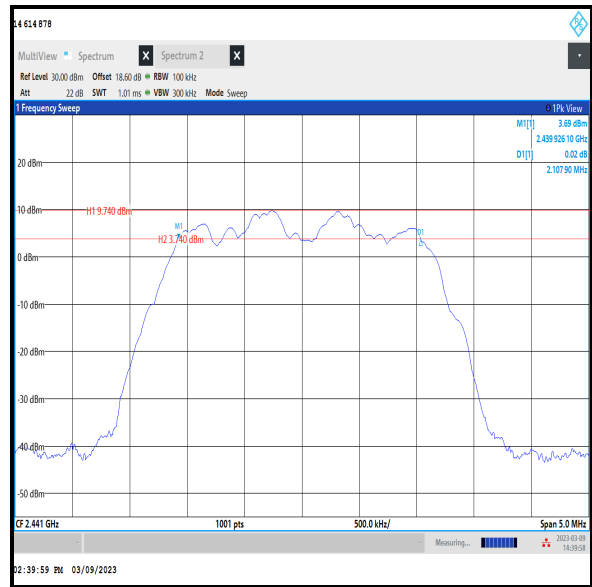 14 614 878
MultiView Spectrum X Spectrum 2 X
Ref Level 30.00 dBm Offset 18.60 dB RBW 100 kHz
Att 22 dB SWT 1.01 ms VBW 300 kHz Mode Sweep
1 Frequency Sweep 1Pk View
M1[1] 3.69 dBm
2.439 926 10 GHz
D1[1] 0.02 dB
2.107 90 MHz
20 dBm
10 dBm H1 9.740 dBm
M1 D1
H2 3.740 dBm
0 dBm
-10 dBm
-20 dBm
-30 dBm
-40 dBm
-50 dBm
CF 2.441 GHz 1001 pts 500.0 kHz/ Span 5.0 MHz
Measuring... 2023-03-09
14:39:58
02:39:59 PM 03/09/2023